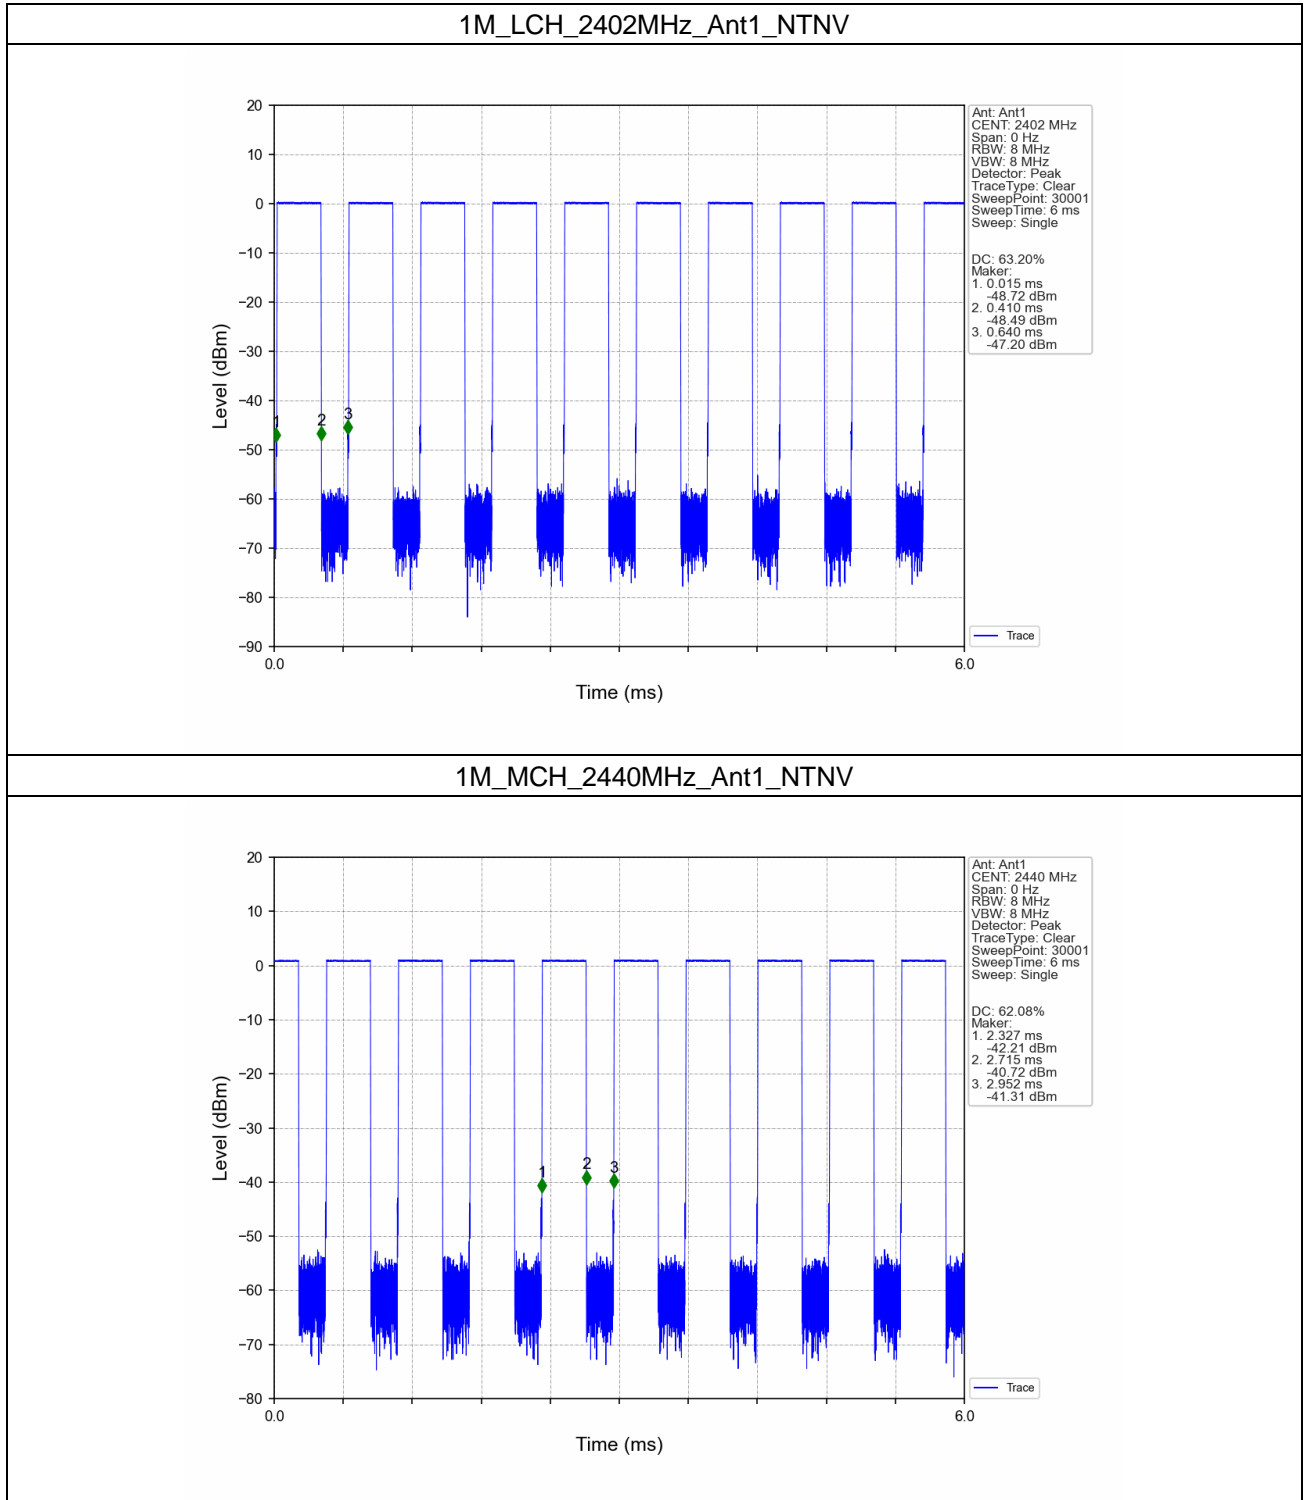 1M_LCH_2402MHz_Ant1_NTNV
20
10
0
−10
−20
−30
−40
−50
−60
−70
−80
−90
Level (dBm)
1
2
3
0.0
6.0
Time (ms)
Ant: Ant1
CENT: 2402 MHz
Span: 0 Hz
RBW: 8 MHz
VBW: 8 MHz
Detector: Peak
TraceType: Clear
SweepPoint: 30001
SweepTime: 6 ms
Sweep: Single
DC: 63.20%
Maker:
1. 0.015 ms
-48.72 dBm
2. 0.410 ms
-48.49 dBm
3. 0.640 ms
-47.20 dBm
Trace
1M_MCH_2440MHz_Ant1_NTNV
20
10
0
−10
−20
−30
−40
−50
−60
−70
−80
Level (dBm)
1
2
3
0.0
6.0
Time (ms)
Ant: Ant1
CENT: 2440 MHz
Span: 0 Hz
RBW: 8 MHz
VBW: 8 MHz
Detector: Peak
TraceType: Clear
SweepPoint: 30001
SweepTime: 6 ms
Sweep: Single
DC: 62.08%
Maker:
1. 2.327 ms
-42.21 dBm
2. 2.715 ms
-40.72 dBm
3. 2.952 ms
-41.31 dBm
Trace